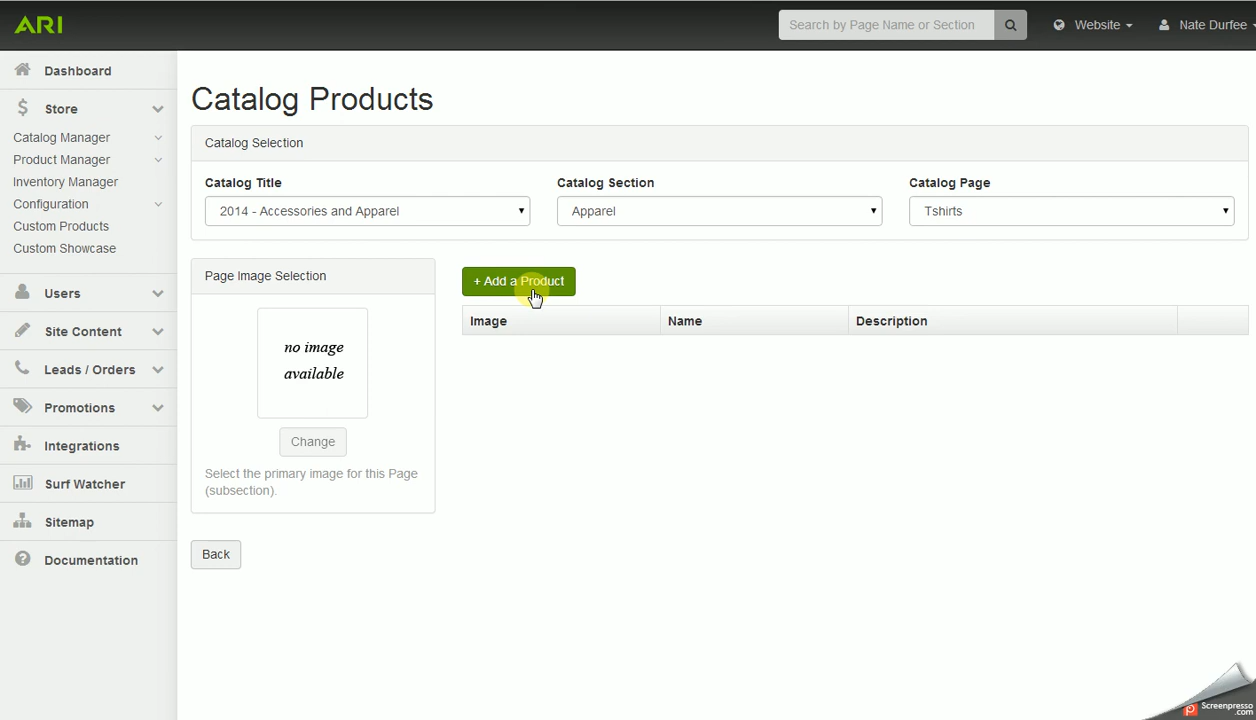 ARI
Search by Page Name or Section
Website
Nate Durfee
Dashboard
Store
Catalog Manager
Product Manager
Inventory Manager
Configuration
Custom Products
Custom Showcase
Users
Site Content
Leads / Orders
Promotions
Integrations
Surf Watcher
Sitemap
Documentation
Catalog Products
Catalog Selection
Catalog Title
Catalog Section
Catalog Page
2014 - Accessories and Apparel
Apparel
Tshirts
Page Image Selection
no image
available
Change
Select the primary image for this Page
(subsection).
+ Add a Product
Image Name Description
Back
Screenpresso
.com